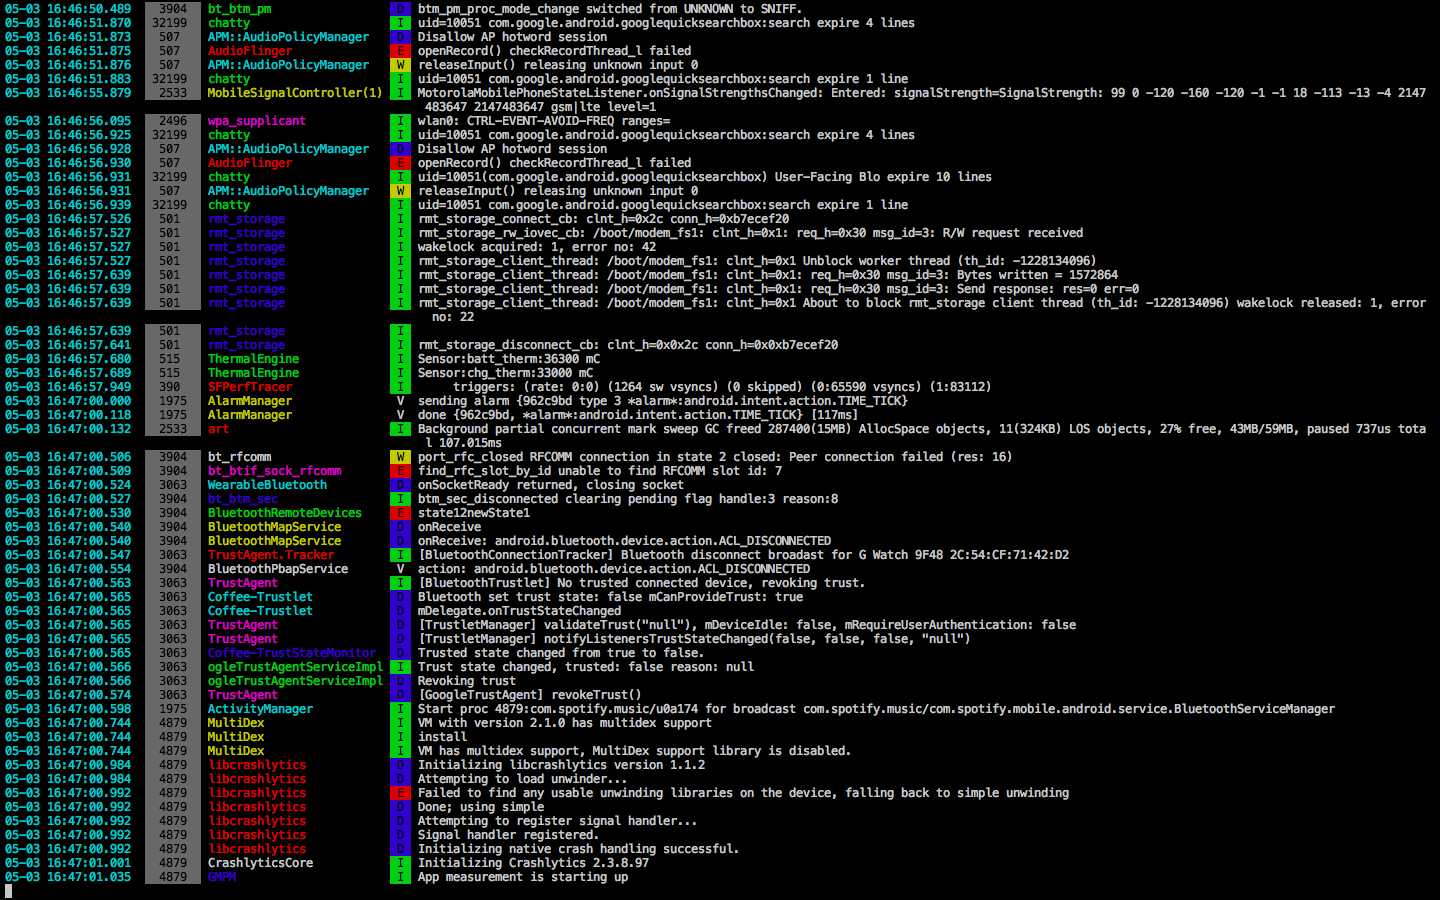 05-03 16:46:50.489 3904 bt_btm_pm D btm_pm_proc_mode_change switched from UNKNOWN to SNIFF.
05-03 16:46:51.870 32199 chatty I uid=10051 com.google.android.googlequicksearchbox:search expire 4 lines
05-03 16:46:51.873 507 APM::AudioPolicyManager D Disallow AP hotword session
05-03 16:46:51.875 507 AudioFlinger E openRecord() checkRecordThread_l failed
05-03 16:46:51.876 507 APM::AudioPolicyManager W releaseInput() releasing unknown input 0
05-03 16:46:51.883 32199 chatty I uid=10051 com.google.android.googlequicksearchbox:search expire 1 line
05-03 16:46:55.879 2533 MobileSignalController(1) I MotorolaMobilePhoneStateListener.onSignalStrengthsChanged: Entered: signalStrength=SignalStrength: 99 0 -120 -160 -120 -1 -1 18 -113 -13 -4 2147
483647 2147483647 gsm|lte level=1
05-03 16:46:56.095 2496 wpa_supplicant I wlan0: CTRL-EVENT-AVOID-FREQ ranges=
05-03 16:46:56.925 32199 chatty I uid=10051 com.google.android.googlequicksearchbox:search expire 4 lines
05-03 16:46:56.928 507 APM::AudioPolicyManager D Disallow AP hotword session
05-03 16:46:56.930 507 AudioFlinger E openRecord() checkRecordThread_l failed
05-03 16:46:56.931 32199 chatty I uid=10051(com.google.android.googlequicksearchbox) User-Facing Blo expire 10 lines
05-03 16:46:56.931 507 APM::AudioPolicyManager W releaseInput() releasing unknown input 0
05-03 16:46:56.939 32199 chatty I uid=10051 com.google.android.googlequicksearchbox:search expire 1 line
05-03 16:46:57.526 501 rmt_storage I rmt_storage_connect_cb: clnt_h=0x2c conn_h=0xb7ecef20
05-03 16:46:57.527 501 rmt_storage I rmt_storage_rw_iovec_cb: /boot/modem_fs1: clnt_h=0x1: req_h=0x30 msg_id=3: R/W request received
05-03 16:46:57.527 501 rmt_storage I wakelock acquired: 1, error no: 42
05-03 16:46:57.527 501 rmt_storage I rmt_storage_client_thread: /boot/modem_fs1: clnt_h=0x1 Unblock worker thread (th_id: -1228134096)
05-03 16:46:57.639 501 rmt_storage I rmt_storage_client_thread: /boot/modem_fs1: clnt_h=0x1: req_h=0x30 msg_id=3: Bytes written = 1572864
05-03 16:46:57.639 501 rmt_storage I rmt_storage_client_thread: /boot/modem_fs1: clnt_h=0x1: req_h=0x30 msg_id=3: Send response: res=0 err=0
05-03 16:46:57.639 501 rmt_storage I rmt_storage_client_thread: /boot/modem_fs1: clnt_h=0x1 About to block rmt_storage client thread (th_id: -1228134096) wakelock released: 1, error
no: 22
05-03 16:46:57.639 501 rmt_storage I
05-03 16:46:57.641 501 rmt_storage I rmt_storage_disconnect_cb: clnt_h=0x0x2c conn_h=0x0xb7ecef20
05-03 16:46:57.680 515 ThermalEngine I Sensor:batt_therm:36300 mC
05-03 16:46:57.689 515 ThermalEngine I Sensor:chg_therm:33000 mC
05-03 16:46:57.949 390 SFPerfTracer I triggers: (rate: 0:0) (1264 sw vsyncs) (0 skipped) (0:65590 vsyncs) (1:83112)
05-03 16:47:00.000 1975 AlarmManager V sending alarm {962c9bd type 3 *alarm*:android.intent.action.TIME_TICK}
05-03 16:47:00.118 1975 AlarmManager V done {962c9bd, *alarm*:android.intent.action.TIME_TICK} [117ms]
05-03 16:47:00.132 2533 art I Background partial concurrent mark sweep GC freed 287400(15MB) AllocSpace objects, 11(324KB) LOS objects, 27% free, 43MB/59MB, paused 737us tota
l 107.015ms
05-03 16:47:00.506 3904 bt_rfcomm W port_rfc_closed RFCOMM connection in state 2 closed: Peer connection failed (res: 16)
05-03 16:47:00.509 3904 bt_btif_sock_rfcomm E find_rfc_slot_by_id unable to find RFCOMM slot id: 7
05-03 16:47:00.524 3063 WearableBluetooth D onSocketReady returned, closing socket
05-03 16:47:00.527 3904 bt_btm_sec I btm_sec_disconnected clearing pending flag handle:3 reason:8
05-03 16:47:00.530 3904 BluetoothRemoteDevices E state12newState1
05-03 16:47:00.540 3904 BluetoothMapService D onReceive
05-03 16:47:00.540 3904 BluetoothMapService D onReceive: android.bluetooth.device.action.ACL_DISCONNECTED
05-03 16:47:00.547 3063 TrustAgent.Tracker I [BluetoothConnectionTracker] Bluetooth disconnect broadast for G Watch 9F48 2C:54:CF:71:42:D2
05-03 16:47:00.554 3904 BluetoothPbapService V action: android.bluetooth.device.action.ACL_DISCONNECTED
05-03 16:47:00.563 3063 TrustAgent I [BluetoothTrustlet] No trusted connected device, revoking trust.
05-03 16:47:00.565 3063 Coffee-Trustlet D Bluetooth set trust state: false mCanProvideTrust: true
05-03 16:47:00.565 3063 Coffee-Trustlet D mDelegate.onTrustStateChanged
05-03 16:47:00.565 3063 TrustAgent D [TrustletManager] validateTrust("null"), mDeviceIdle: false, mRequireUserAuthentication: false
05-03 16:47:00.565 3063 TrustAgent D [TrustletManager] notifyListenersTrustStateChanged(false, false, false, "null")
05-03 16:47:00.565 3063 Coffee-TrustStateMonitor D Trusted state changed from true to false.
05-03 16:47:00.566 3063 ogleTrustAgentServiceImpl I Trust state changed, trusted: false reason: null
05-03 16:47:00.566 3063 ogleTrustAgentServiceImpl D Revoking trust
05-03 16:47:00.574 3063 TrustAgent D [GoogleTrustAgent] revokeTrust()
05-03 16:47:00.598 1975 ActivityManager I Start proc 4879:com.spotify.music/u0a174 for broadcast com.spotify.music/com.spotify.mobile.android.service.BluetoothServiceManager
05-03 16:47:00.744 4879 MultiDex I VM with version 2.1.0 has multidex support
05-03 16:47:00.744 4879 MultiDex I install
05-03 16:47:00.744 4879 MultiDex I VM has multidex support, MultiDex support library is disabled.
05-03 16:47:00.984 4879 libcrashlytics D Initializing libcrashlytics version 1.1.2
05-03 16:47:00.984 4879 libcrashlytics D Attempting to load unwinder...
05-03 16:47:00.992 4879 libcrashlytics E Failed to find any usable unwinding libraries on the device, falling back to simple unwinding
05-03 16:47:00.992 4879 libcrashlytics D Done; using simple
05-03 16:47:00.992 4879 libcrashlytics D Attempting to register signal handler...
05-03 16:47:00.992 4879 libcrashlytics D Signal handler registered.
05-03 16:47:00.992 4879 libcrashlytics D Initializing native crash handling successful.
05-03 16:47:01.001 4879 CrashlyticsCore I Initializing Crashlytics 2.3.8.97
05-03 16:47:01.035 4879 GMPM I App measurement is starting up